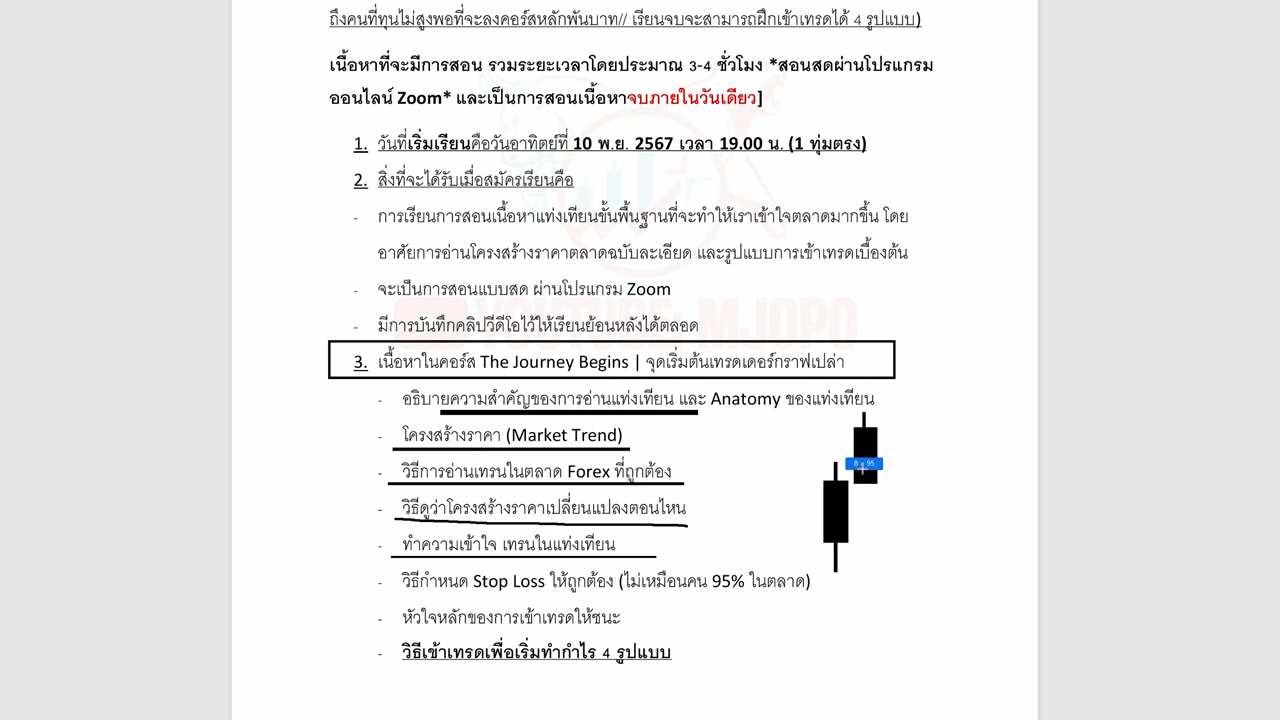 ถึงคนที่ทุนไม่สูงพอที่จะลงคอร์สหลักพันบาท// เรียนจบจะสามารถฝึกเข้าเทรดได้ 4 รูปแบบ)
เนื้อหาที่จะมีการสอน รวมระยะเวลาโดยประมาณ 3-4 ชั่วโมง *สอนสดผ่านโปรแกรม
ออนไลน์ Zoom* และเป็นการสอนเนื้อหาจบภายในวันเดียว]
1. วันที่เริ่มเรียนคือวันอาทิตย์ที่ 10 พ.ย. 2567 เวลา 19.00 น. (1 ทุ่มตรง)
2. สิ่งที่จะได้รับเมื่อสมัครเรียนคือ
- การเรียนการสอนเนื้อหาแท่งเทียนขั้นพื้นฐานที่จะทำให้เราเข้าใจตลาดมากขึ้น โดย
อาศัยการอ่านโครงสร้างราคาตลาดฉบับละเอียด และรูปแบบการเข้าเทรดเบื้องต้น
- จะเป็นการสอนแบบสด ผ่านโปรแกรม Zoom
YOUTUBE: MJOPO
- มีการบันทึกคลิปวีดีโอไว้ให้เรียนย้อนหลังได้ตลอด
3. เนื้อหาในคอร์ส The Journey Begins | จุดเริ่มต้นเทรดเดอร์กราฟเปล่า
- อธิบายความสำคัญของการอ่านแท่งเทียน และ Anatomy ของแท่งเทียน
- โครงสร้างราคา (Market Trend)
- วิธีการอ่านเทรนในตลาด Forex ที่ถูกต้อง
8 x 95
- วิธีดูว่าโครงสร้างราคาเปลี่ยนแปลงตอนไหน
- ทำความเข้าใจ เทรนในแท่งเทียน
- วิธีกำหนด Stop Loss ให้ถูกต้อง (ไม่เหมือนคน 95% ในตลาด)
- หัวใจหลักของการเข้าเทรดให้ชนะ
- วิธีเข้าเทรดเพื่อเริ่มทำกำไร 4 รูปแบบ